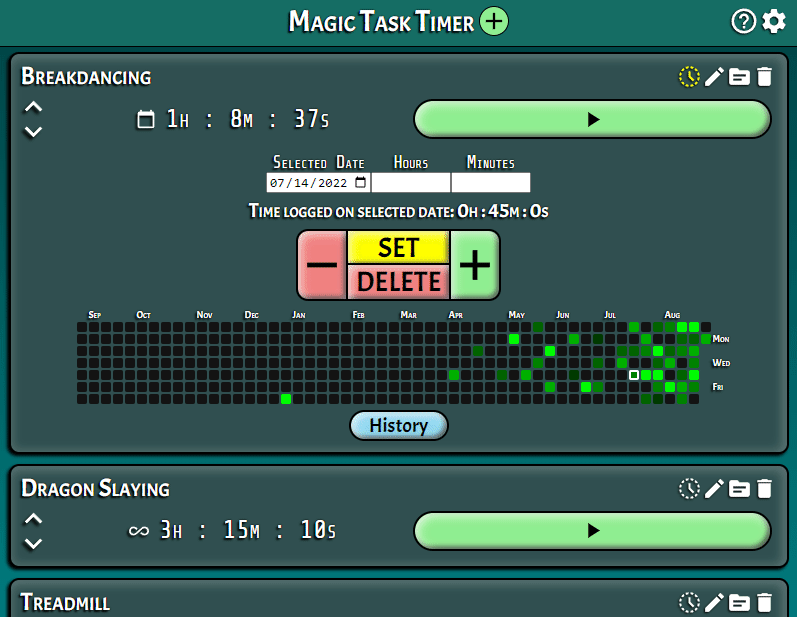 Magic Task Timer
Breakdancing
1h : 8m : 37s
Selected Date Hours Minutes
07/14/2022
Time logged on selected date: 0h : 45m : 0s
SET
DELETE
Sep Oct Nov Dec Jan Feb Mar Apr May Jun Jul Aug
Mon
Wed
Fri
History
Dragon Slaying
3h : 15m : 10s
Treadmill